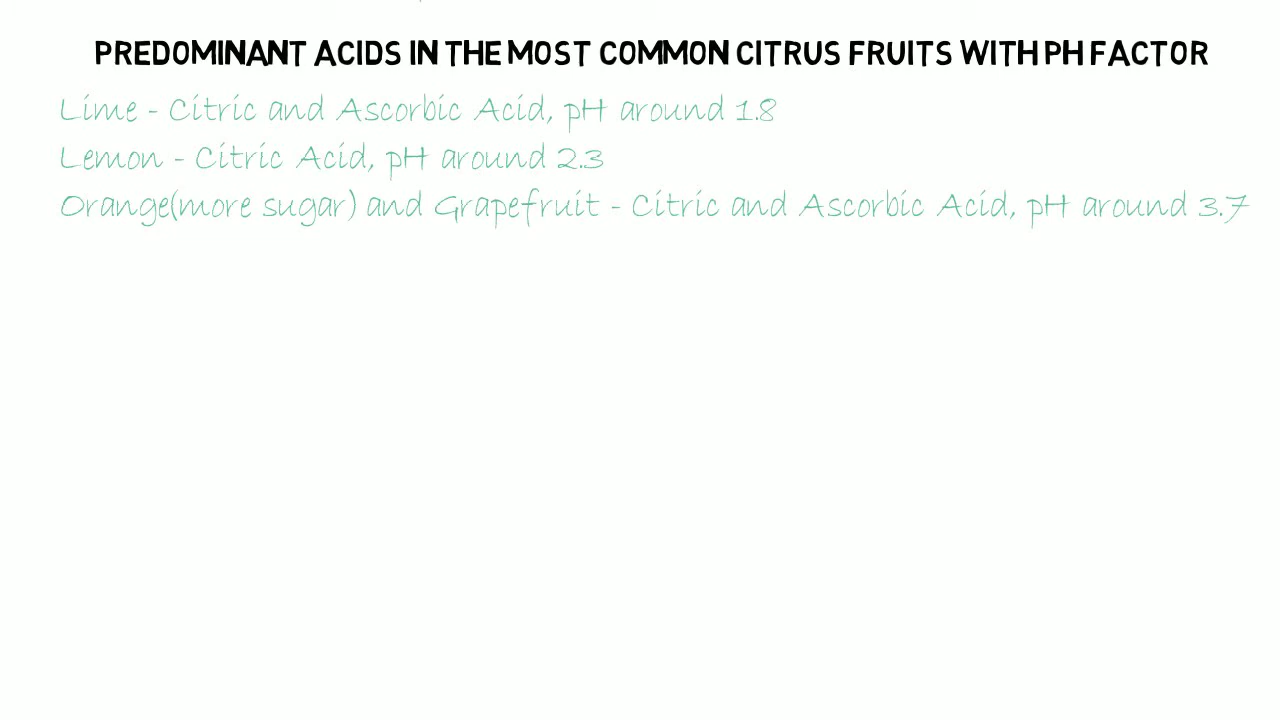 PREDOMINANT ACIDS IN THE MOST COMMON CITRUS FRUITS WITH PH FACTOR
Lime - Citric and Ascorbic Acid, pH around 1.8
Lemon - Citric Acid, pH around 2.3
Orange(more sugar) and Grapefruit - Citric and Ascorbic Acid, pH around 3.7